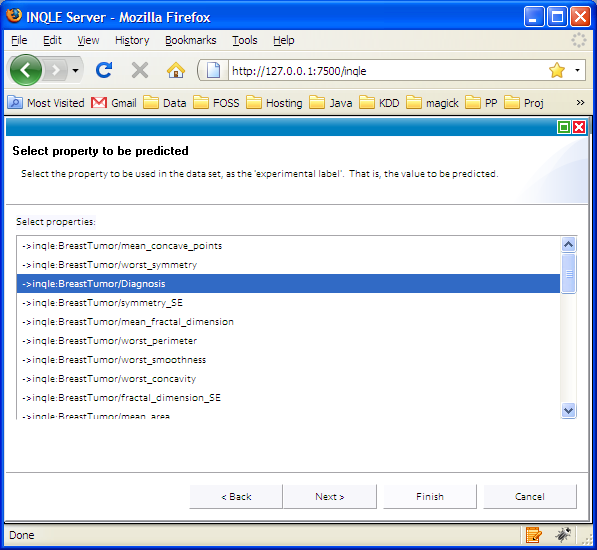 INQLE Server - Mozilla Firefox
File Edit View History Bookmarks Tools Help
http://127.0.0.1:7500/inqle
Most Visited Gmail Data FOSS Hosting Java KDD magick PP Proj »
Select property to be predicted
Select the property to be used in the data set, as the 'experimental label'. That is, the value to be predicted.
Select properties:
->inqle:BreastTumor/mean_concave_points
->inqle:BreastTumor/worst_symmetry
->inqle:BreastTumor/Diagnosis
->inqle:BreastTumor/symmetry_SE
->inqle:BreastTumor/mean_fractal_dimension
->inqle:BreastTumor/worst_perimeter
->inqle:BreastTumor/worst_smoothness
->inqle:BreastTumor/worst_concavity
->inqle:BreastTumor/fractal_dimension_SE
->inqle:BreastTumor/mean_area
< Back Next > Finish Cancel
Done